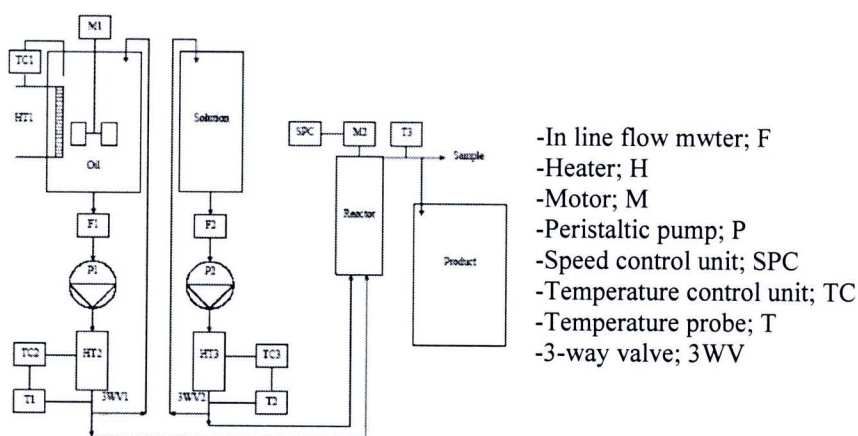 M1
TC1
HT1
Oil
Solution
F1
F2
P1
P2
HT2
HT3
TC2
TC3
T1
T2
3WV1
3WV2
SPC
M2
T3
Sample
Reactor
Product
-In line flow mwter; F
-Heater; H
-Motor; M
-Peristaltic pump; P
-Speed control unit; SPC
-Temperature control unit; TC
-Temperature probe; T
-3-way valve; 3WV